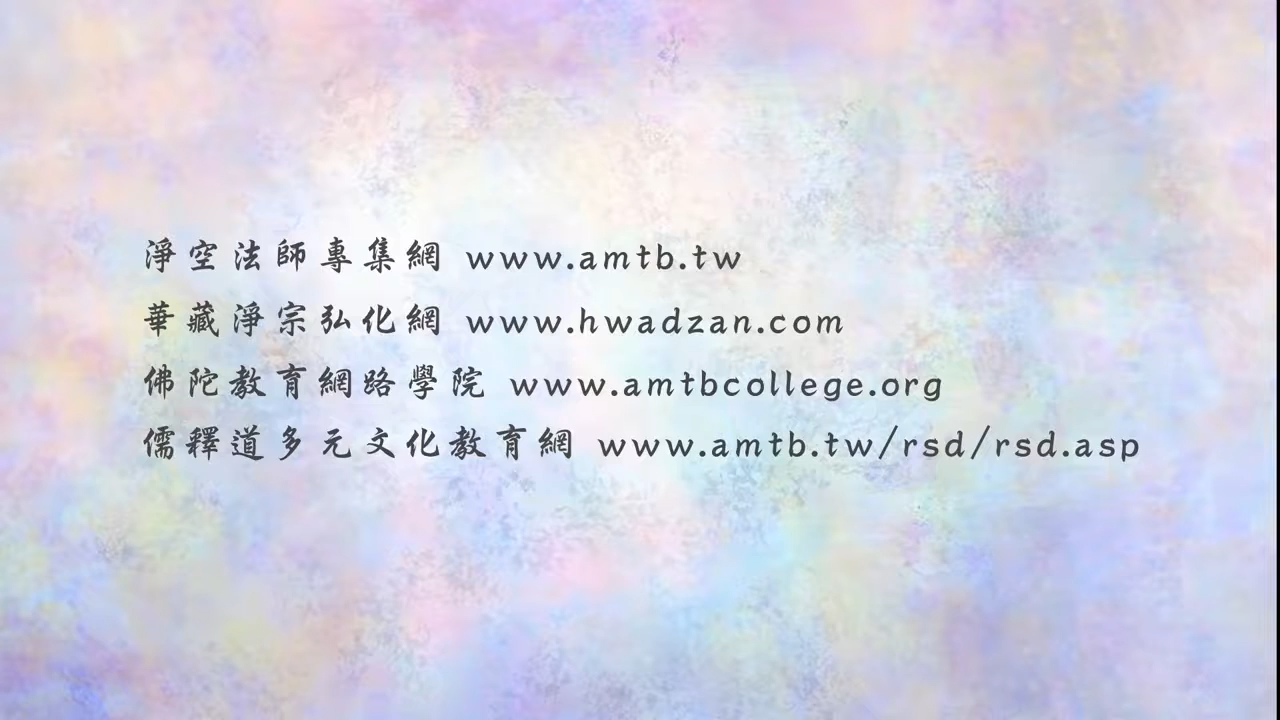 淨空法師專集網 www.amtb.tw
華藏淨宗弘化網 www.hwadzan.com
佛陀教育網路學院 www.amtbcollege.org
儒釋道多元文化教育網 www.amtb.tw/rsd/rsd.asp